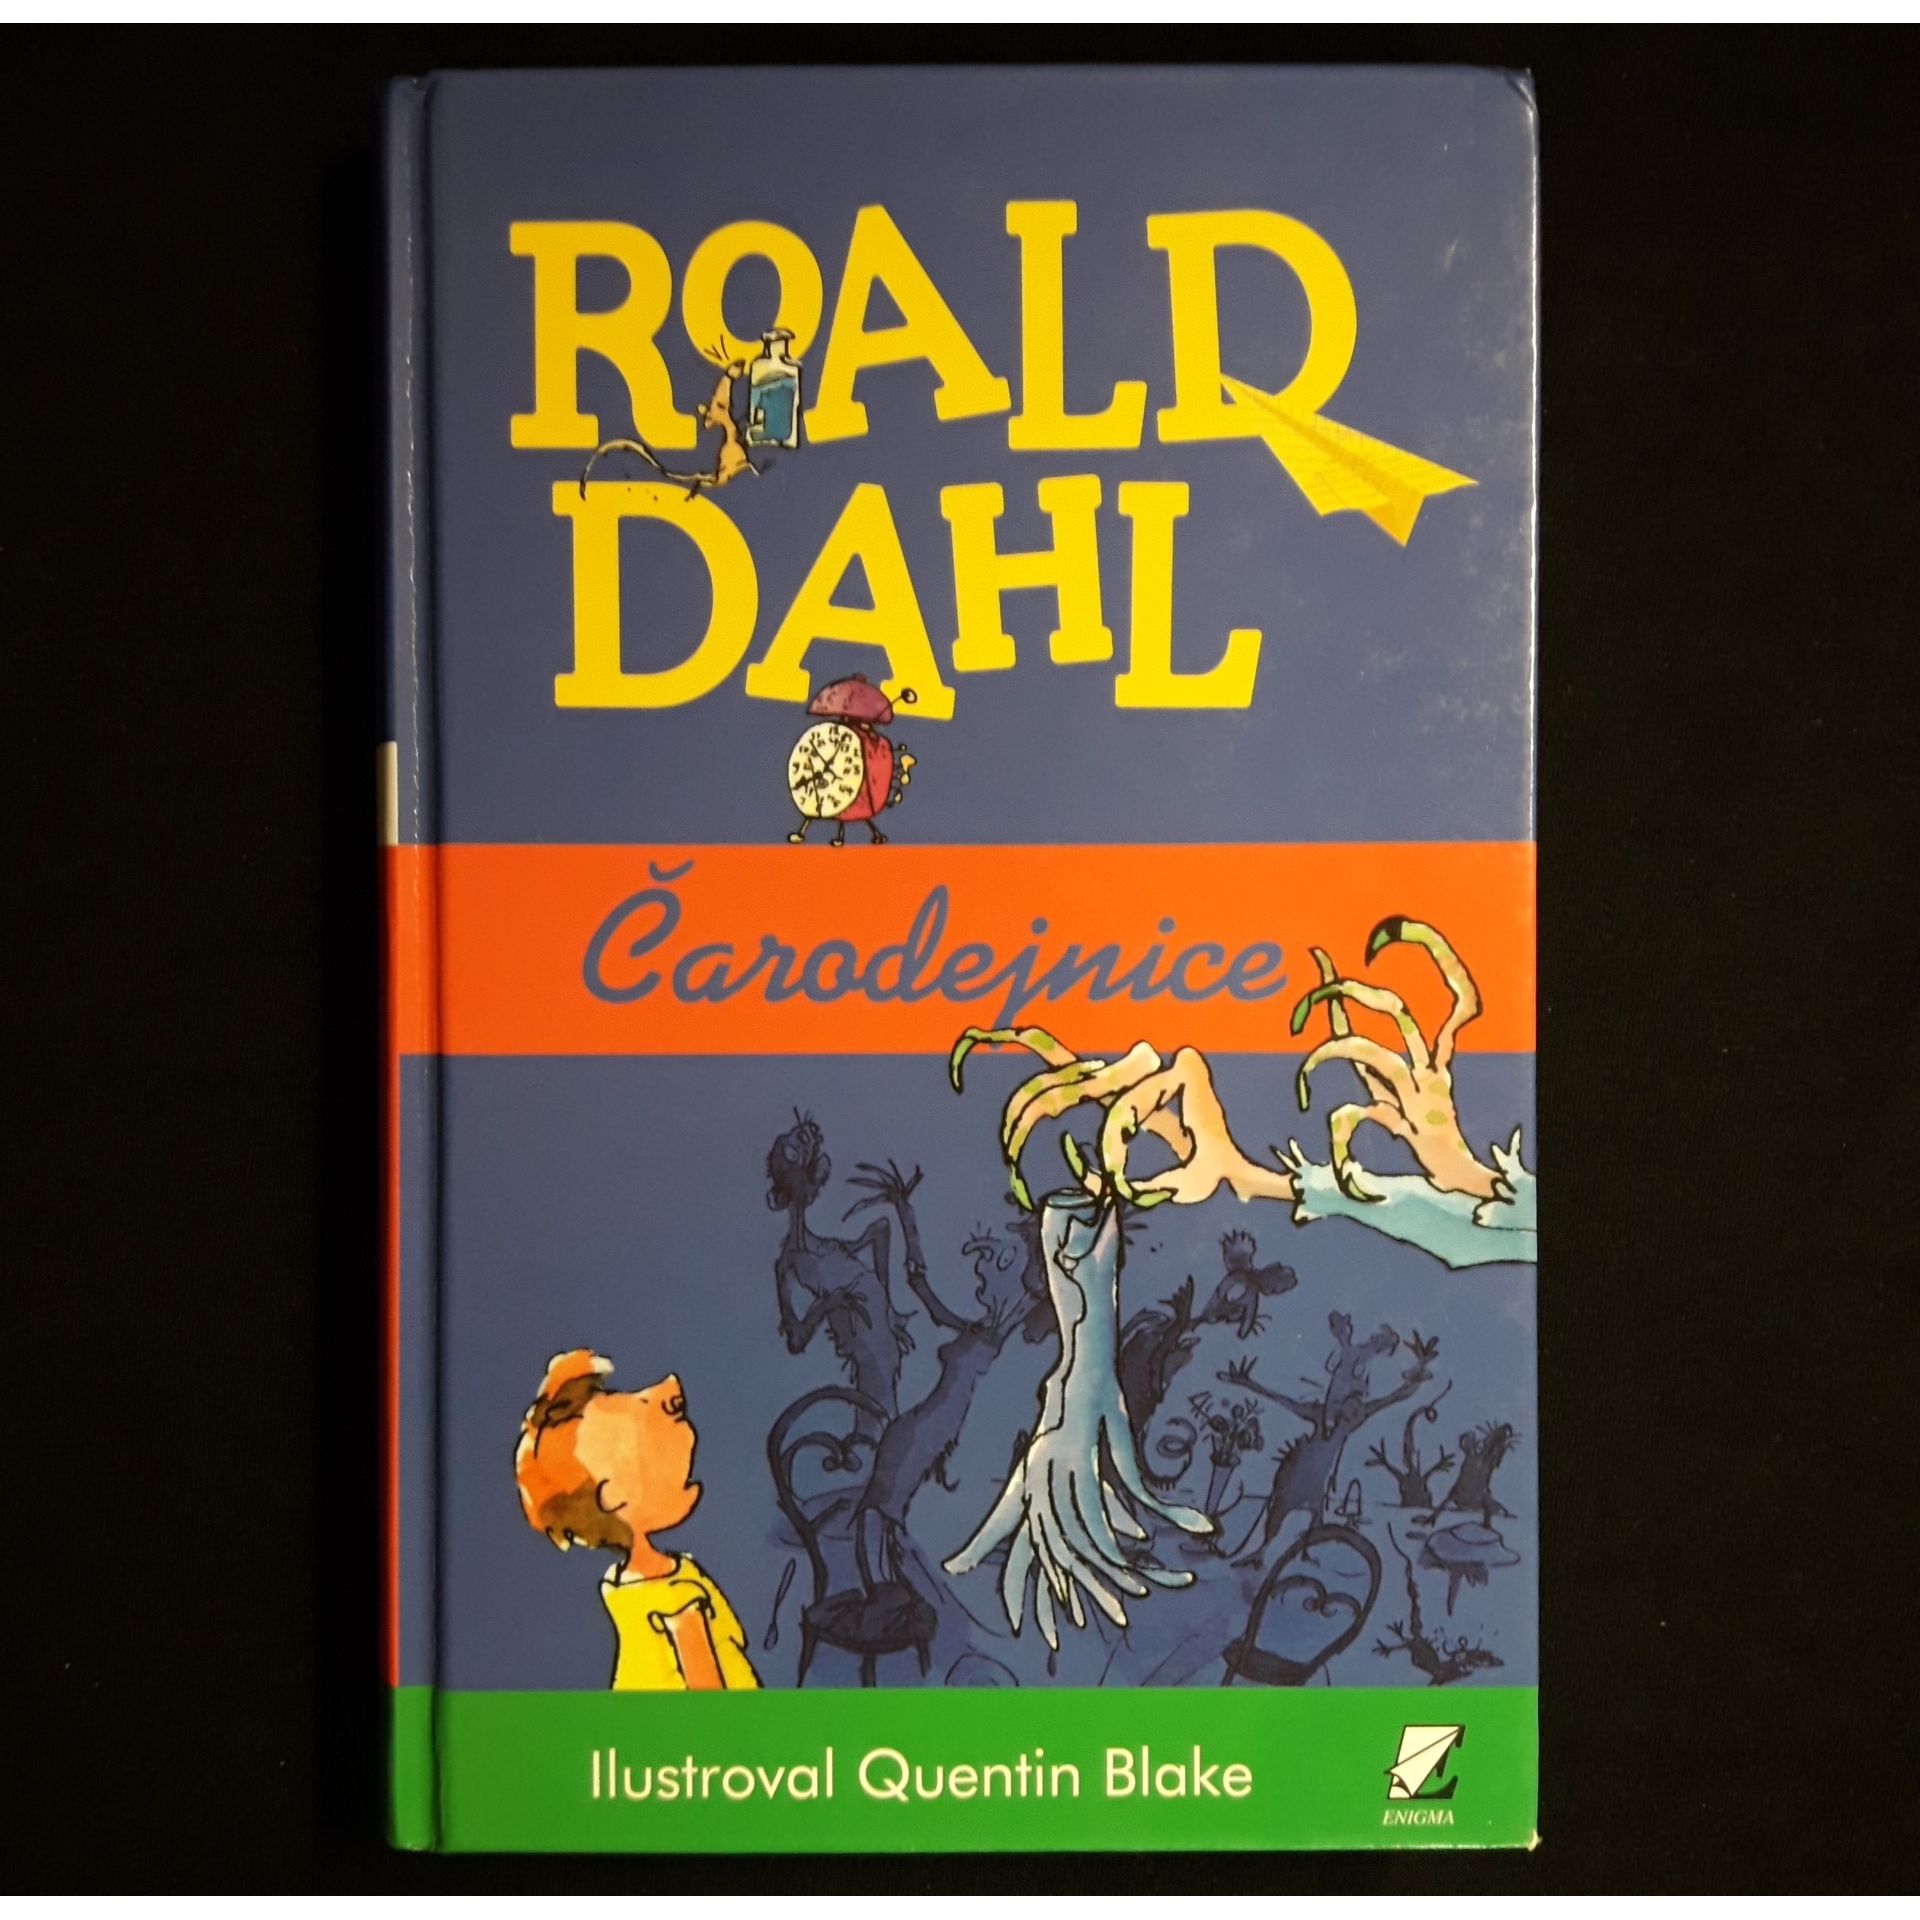 ROALD
DAHL
Čarodejnice
Ilustroval Quentin Blake
ENIGMA